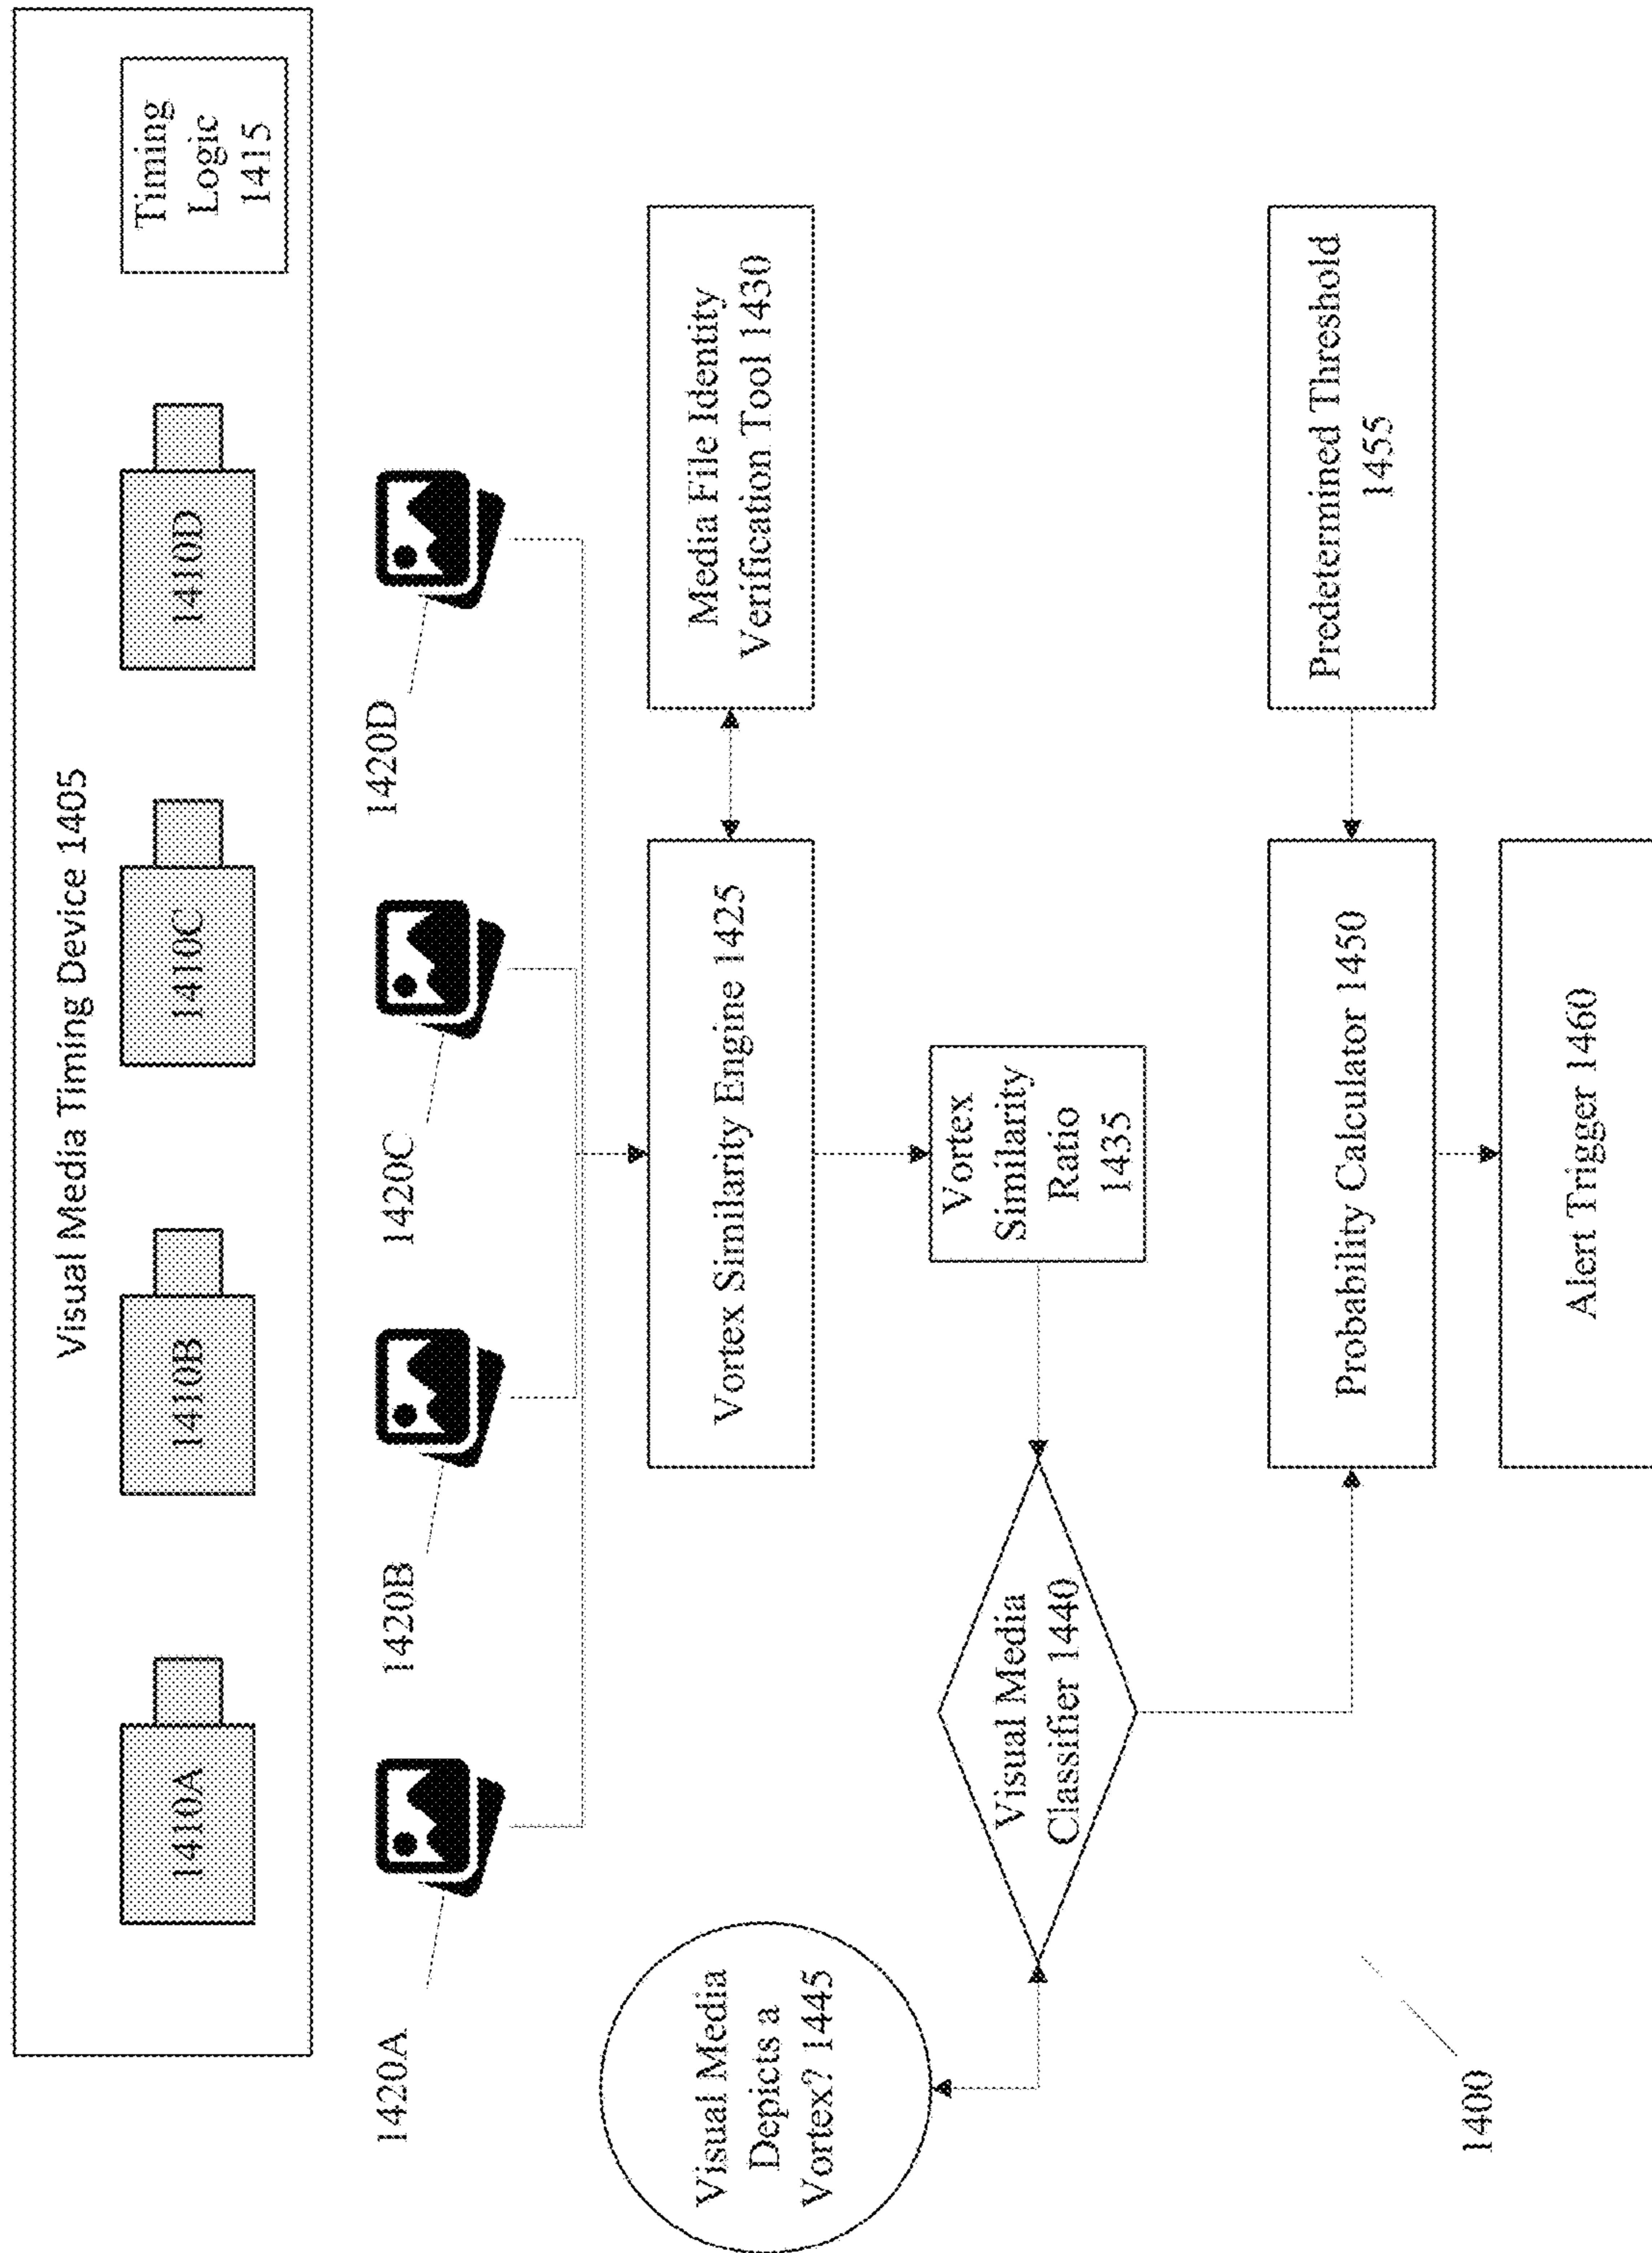 Visual Media Timing Device 1405
1410A
1410B
1410C
1410D
Timing
Logic
1415
1420A
1420B
1420C
1420D
Visual Media
Depicts a
Vortex? 1445
Vortex Similarity Engine 1425
Media File Identity
Verification Tool 1430
Vortex
Similarity
Ratio
1435
Visual Media
Classifier 1440
Probability Calculator 1450
Predetermined Threshold
1455
Alert Trigger 1460
1400